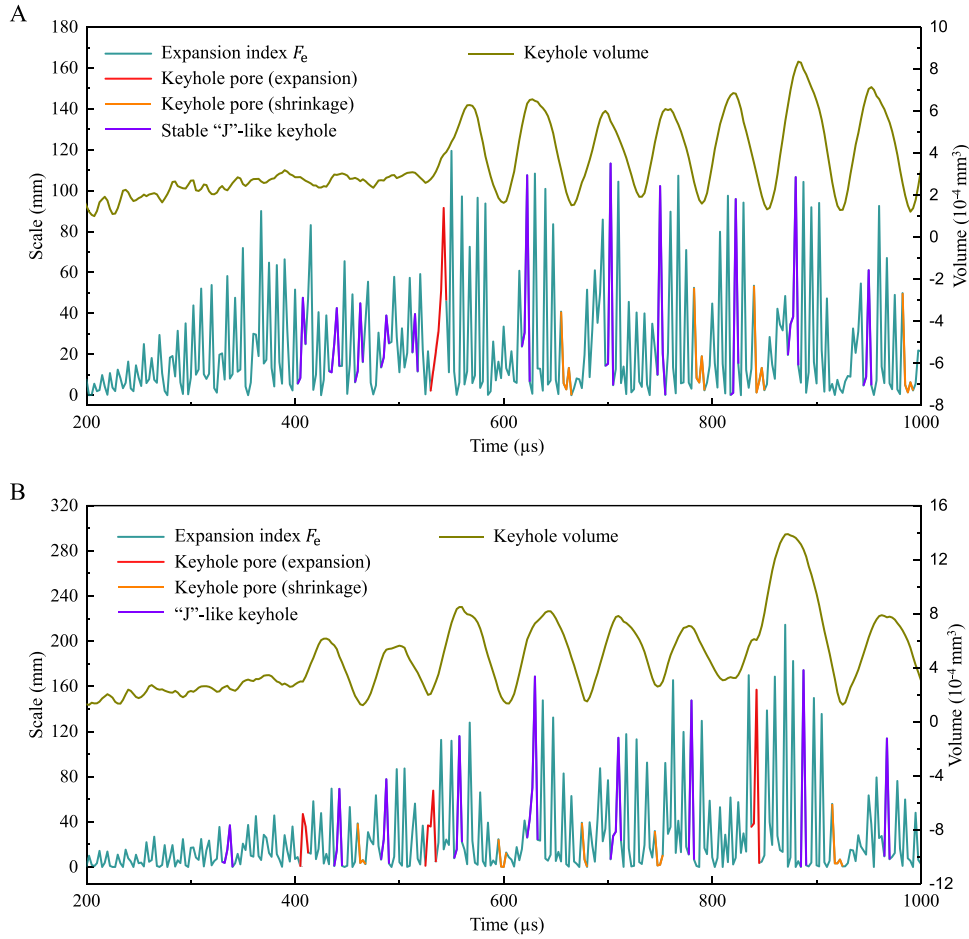 A
180
160
140
120
100
80
60
40
20
0
Scale (mm)
Expansion index Fe
Keyhole pore (expansion)
Keyhole pore (shrinkage)
Stable “J”-like keyhole
Keyhole volume
10
8
6
4
2
0
-2
-4
-6
-8
Volume (10-4 mm3)
200 400 600 800 1000
Time (µs)
B
320
280
240
200
160
120
80
40
0
Scale (mm)
Expansion index Fe
Keyhole pore (expansion)
Keyhole pore (shrinkage)
“J”-like keyhole
Keyhole volume
16
12
8
4
0
-4
-8
-12
Volume (10-4 mm3)
200 400 600 800 1000
Time (µs)